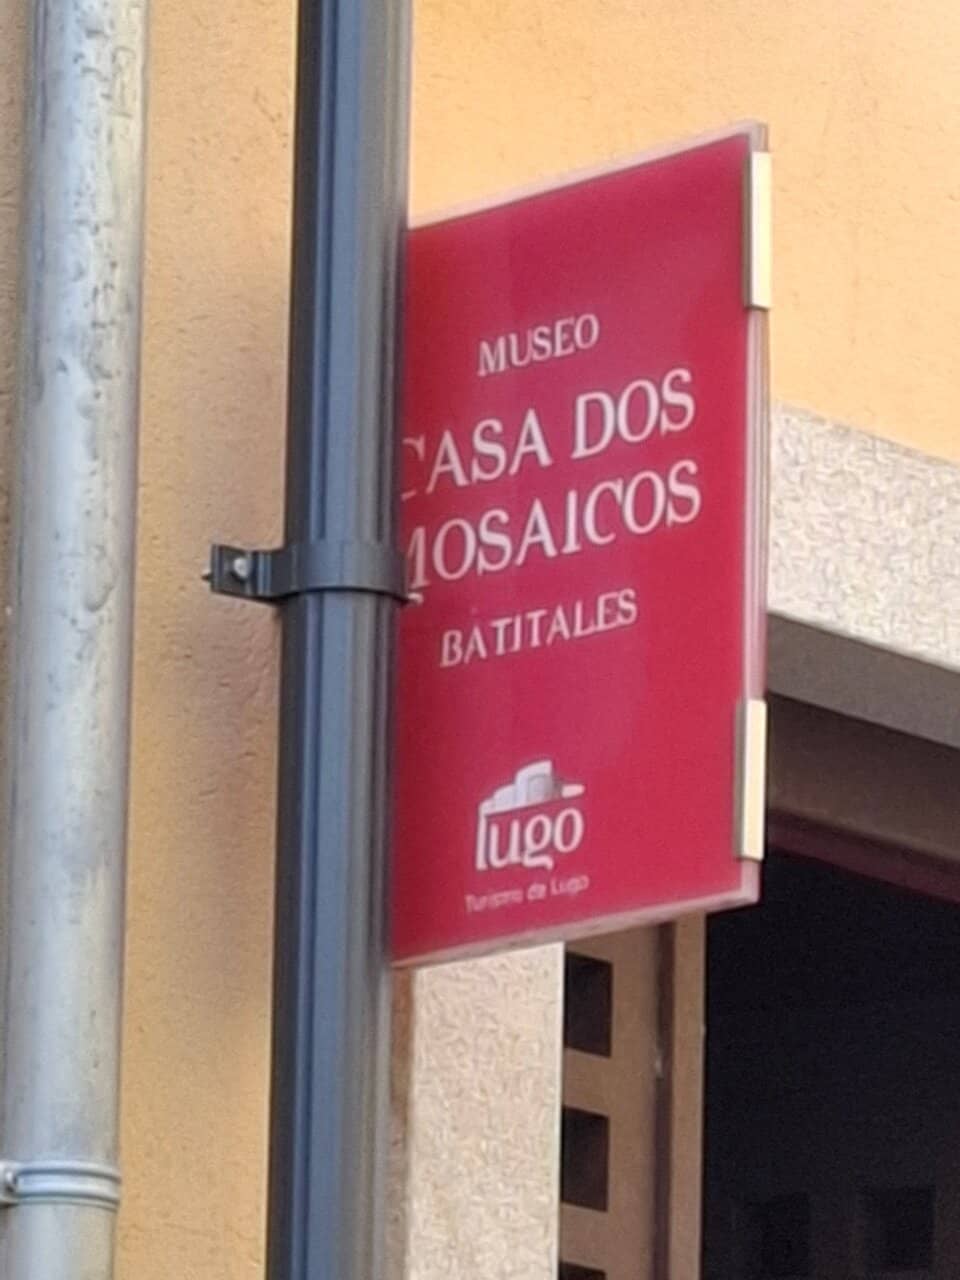 MUSEO
CASA DOS
MOSAICOS
BATITALES
lugo
Turismo de Lugo